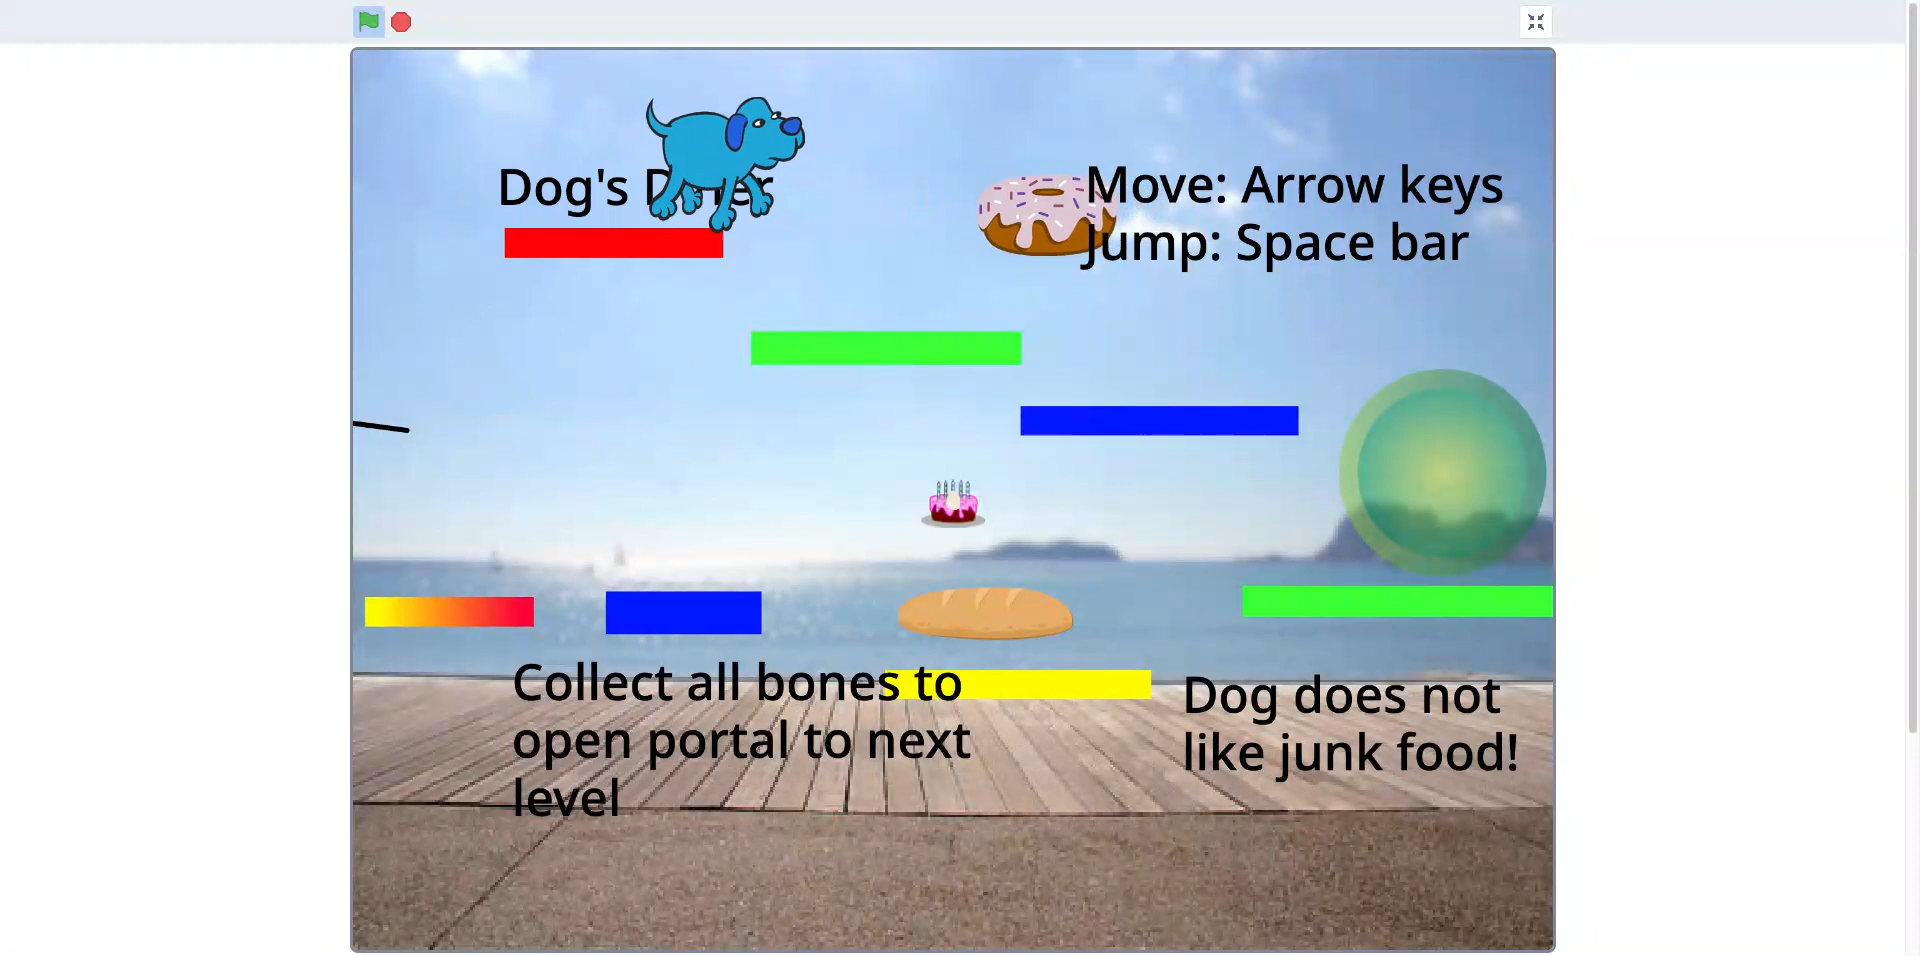 Dog's
Move: Arrow keys
Jump: Space bar
Collect all bones to
open portal to next
level
Dog does not
like junk food!